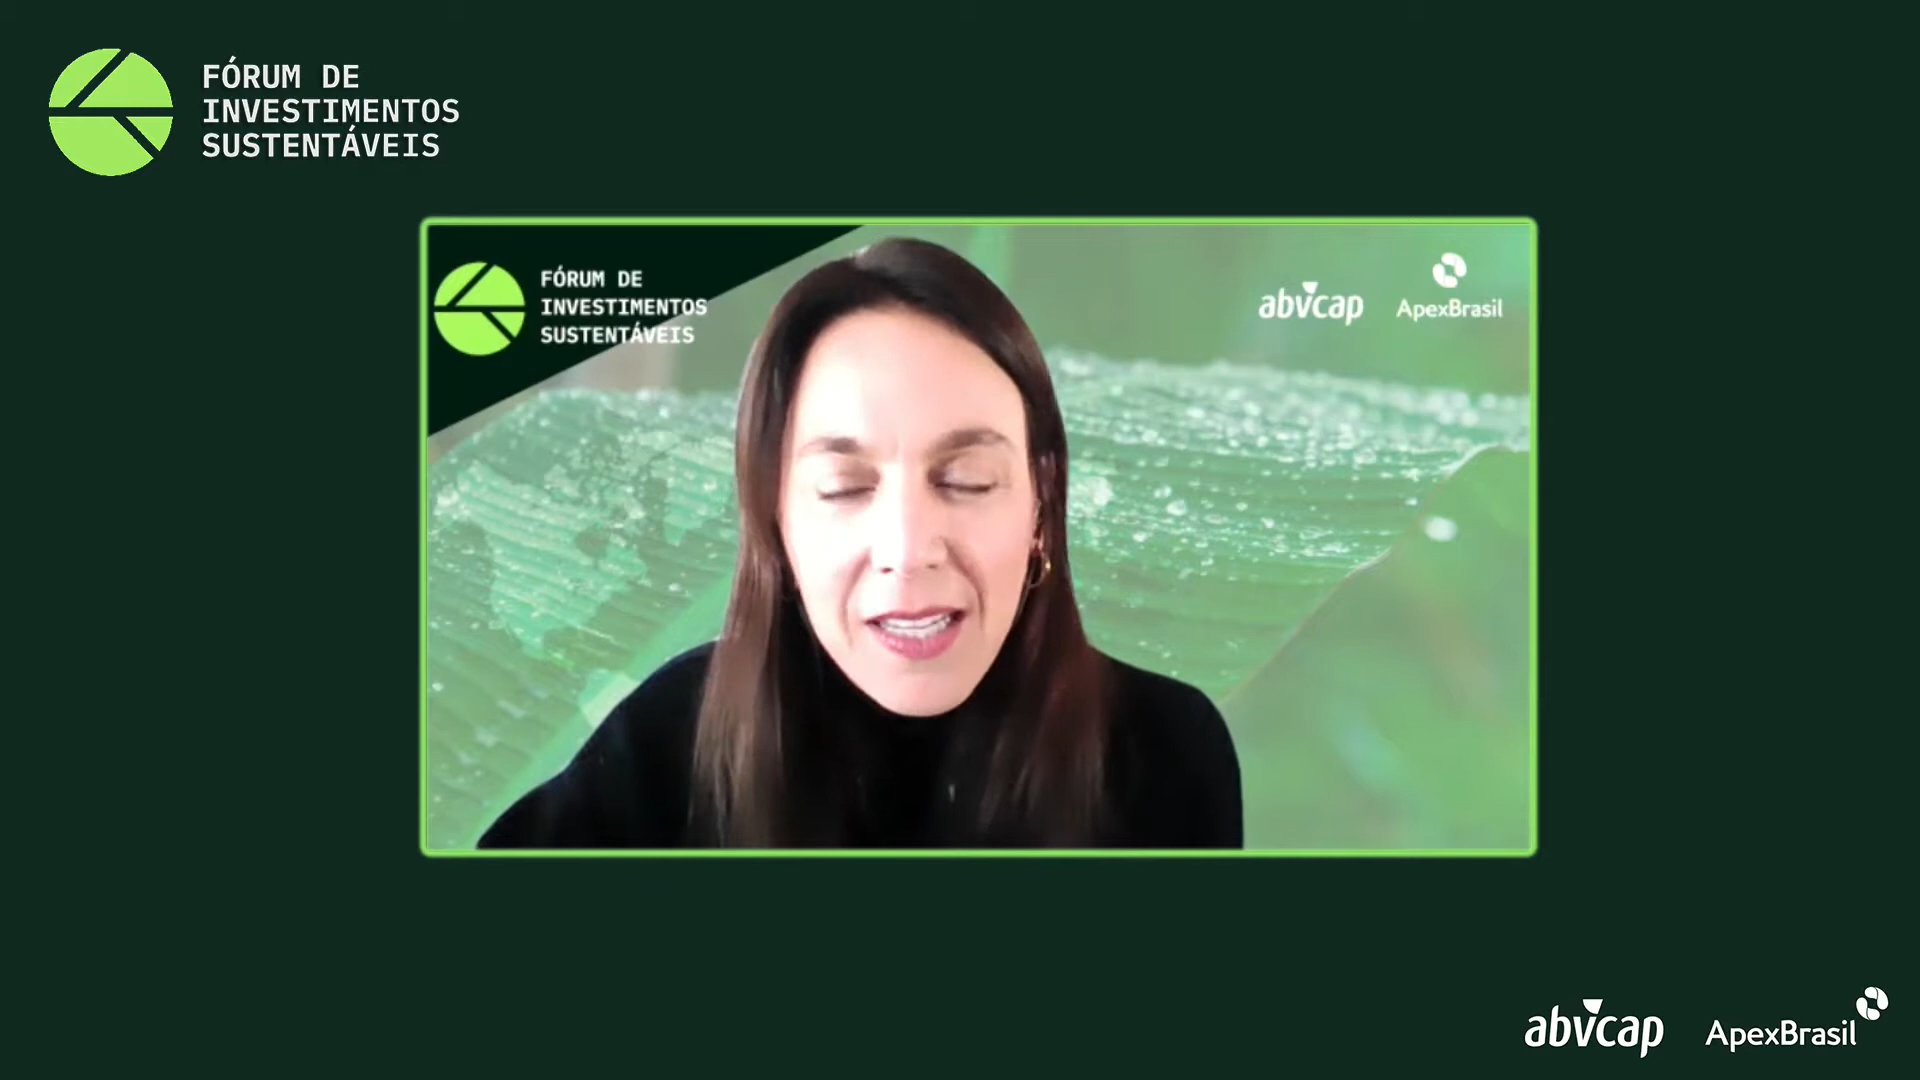 FÓRUM DE
INVESTIMENTOS
SUSTENTÁVEIS
FÓRUM DE
INVESTIMENTOS
SUSTENTÁVEIS
abvcap
ApexBrasil
abvcap
ApexBrasil